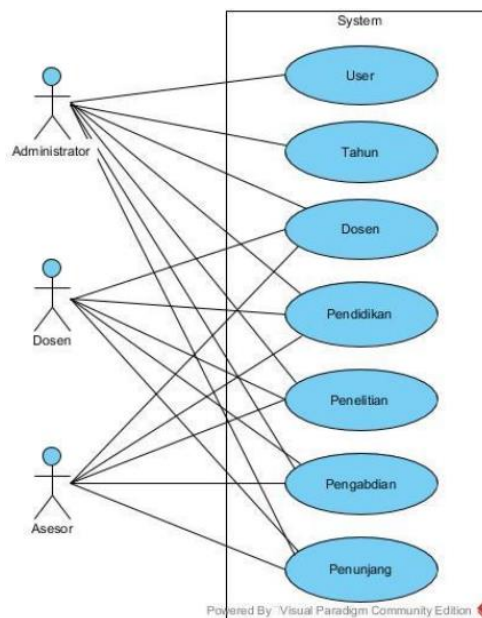 System
User
Administrator
Tahun
Dosen
Dosen
Pendidikan
Penelitian
Asesor
Pengabdian
Penunjang
Powered By Visual Paradigm Community Edition